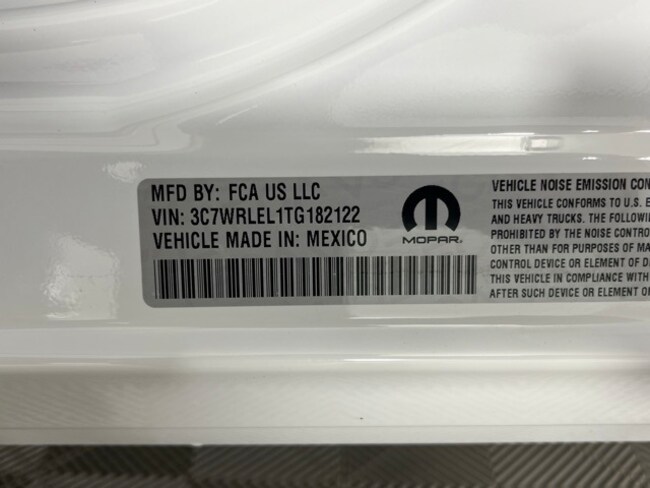 MFD BY: FCA US LLC
VIN: 3C7WRLEL1TG182122
VEHICLE MADE IN: MEXICO
MOPAR
VEHICLE NOISE EMISSION CON
THIS VEHICLE CONFORMS TO U.S. E
AND HEAVY TRUCKS. THE FOLLOWI
PROHIBITED BY THE NOISE CONTRO
OTHER THAN FOR PURPOSES OF MA
CONTROL DEVICE OR ELEMENT OF D
THIS VEHICLE IN COMPLIANCE WITH
AFTER SUCH DEVICE OR ELEMENT O